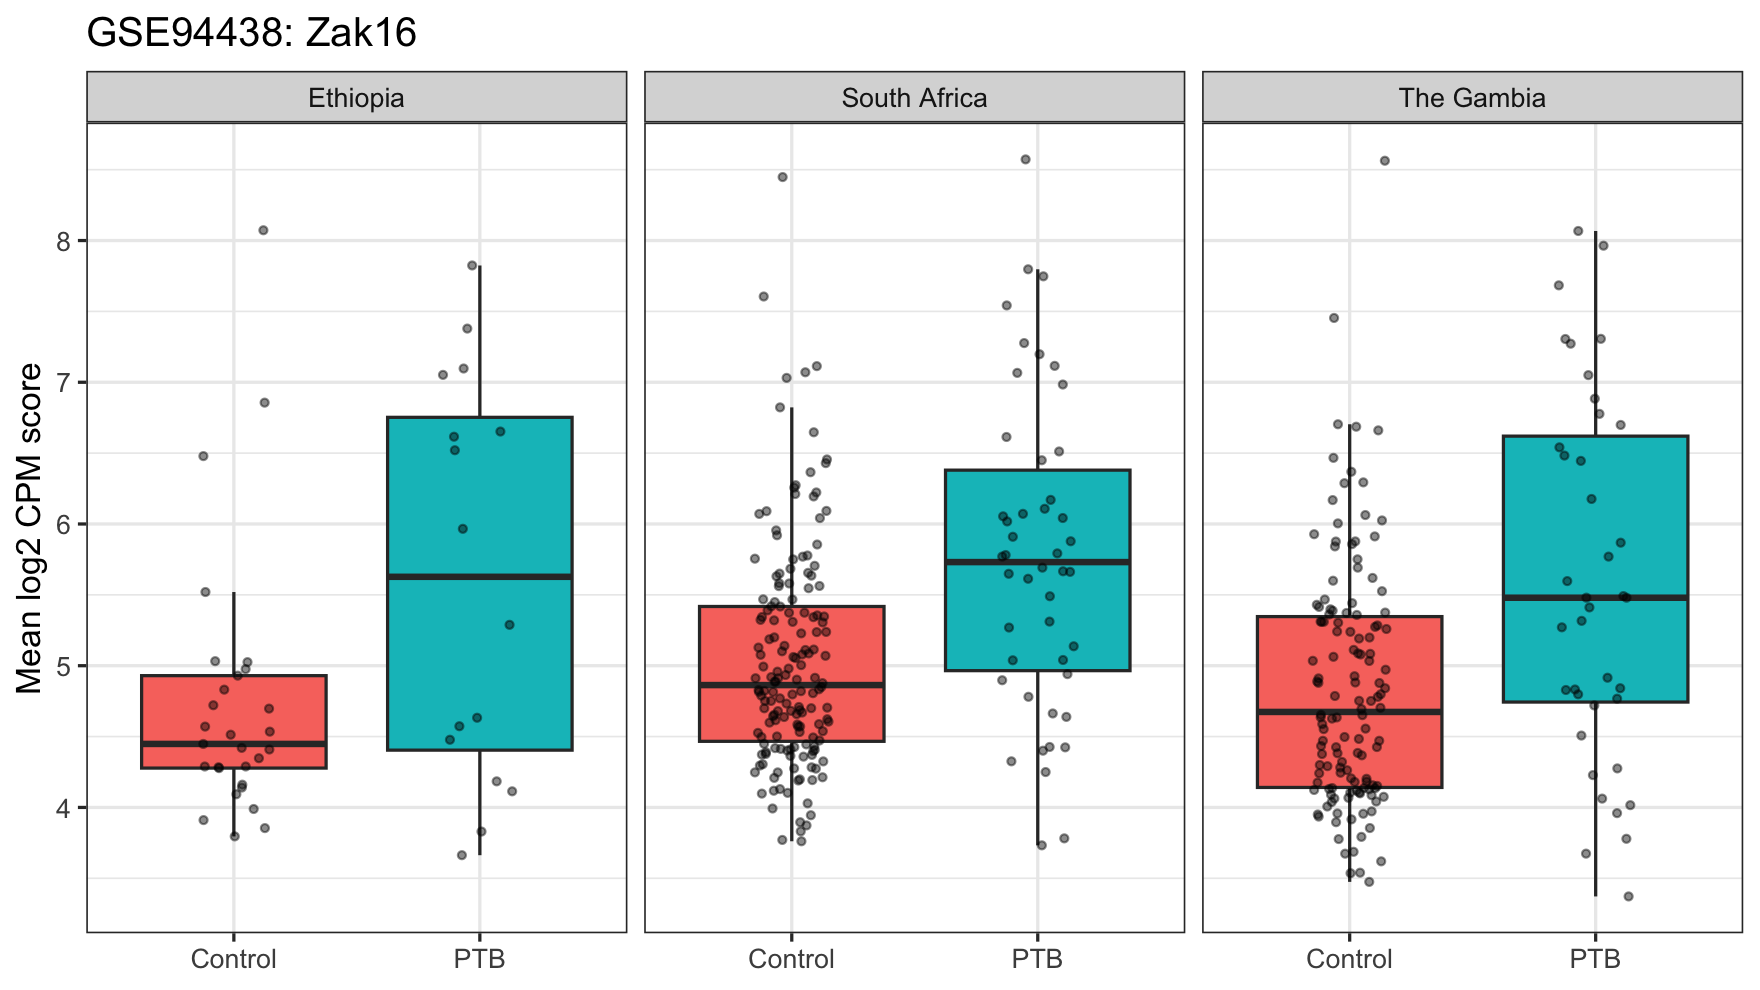 GSE94438: Zak16
Ethiopia
South Africa
The Gambia
Mean log2 CPM score
8
7
6
5
4
Control
PTB
Control
PTB
Control
PTB